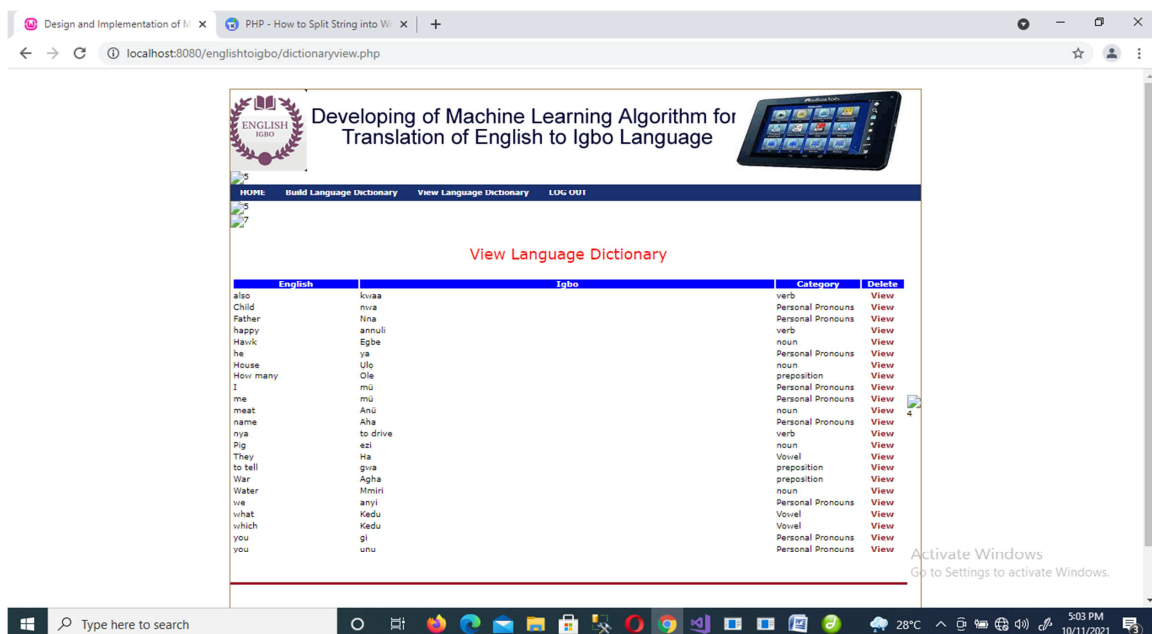 Design and Implementation of M
PHP - How to Split String into W
localhost:8080/englishtoigbo/dictionaryview.php
ENGLISH
IGBO
Developing of Machine Learning Algorithm for
Translation of English to Igbo Language
5
HOME Build Language Dictionary View Language Dictionary LOG OUT
5
7
View Language Dictionary
English Igbo Category Delete
also kwaa verb View
Child nwa Personal Pronouns View
Father Nna Personal Pronouns View
happy annuli verb View
Hawk Egbe noun View
he ya Personal Pronouns View
House Ụlọ noun View
How many Ole preposition View
I mü Personal Pronouns View
me mü Personal Pronouns View
meat Anü noun View
4
name Aha Personal Pronouns View
nya to drive verb View
Pig ezi noun View
They Ha Vowel View
to tell gwa preposition View
War Agha preposition View
Water Mmiri noun View
we anyi Personal Pronouns View
what Kedu Vowel View
which Kedu Vowel View
you gi Personal Pronouns View
you unu Personal Pronouns View
Activate Windows
Go to Settings to activate Windows.
Type here to search
28°C
5:03 PM
10/11/2021
3